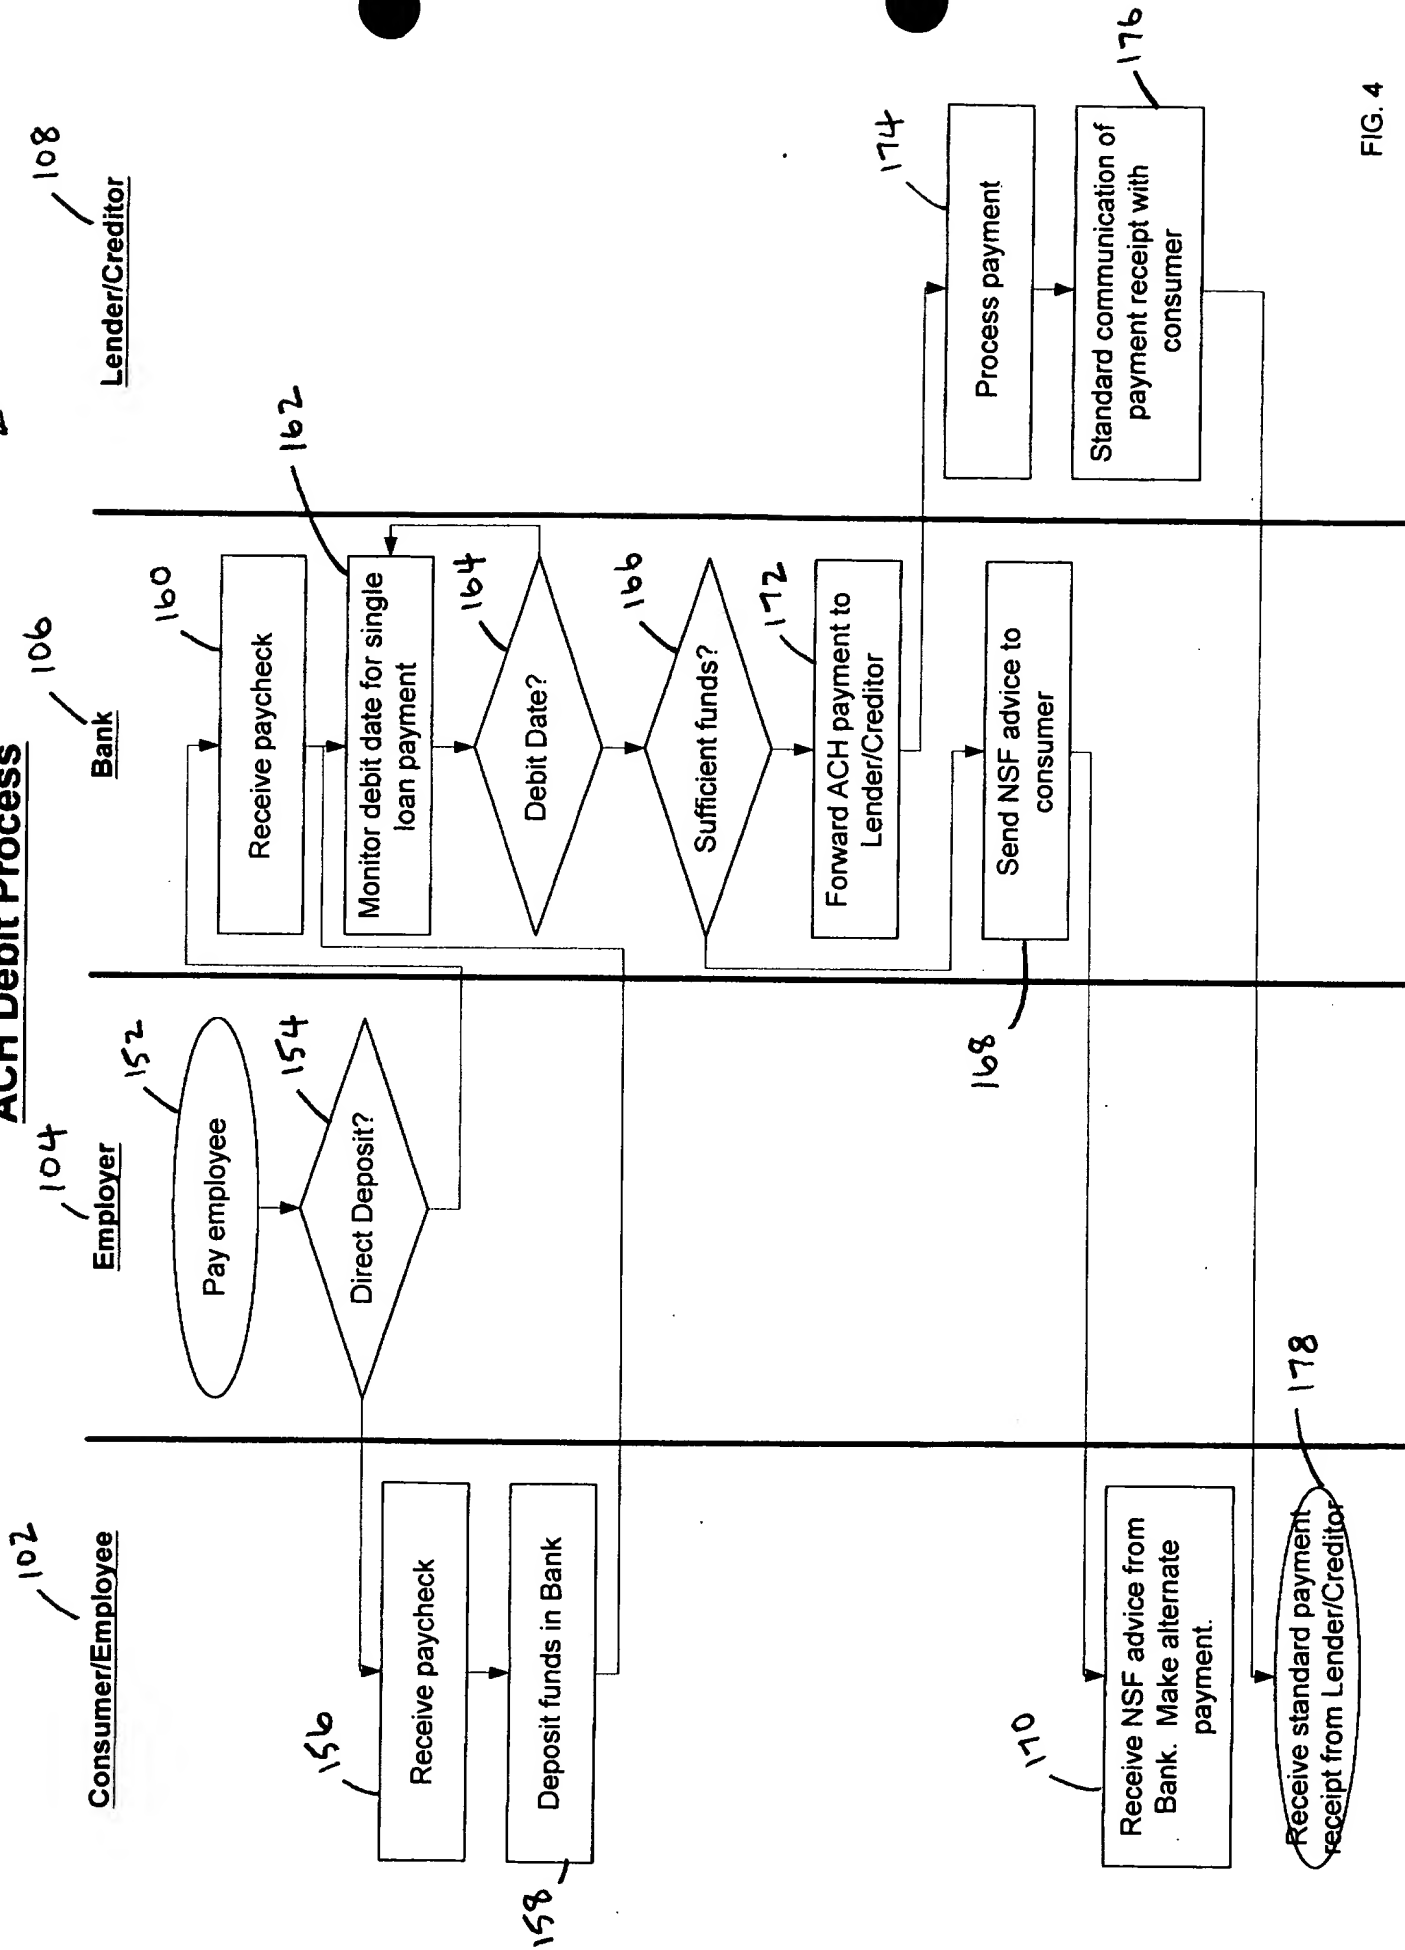 ACH Debit Process
102
104
106
108
Consumer/Employee
Employer
Bank
Lender/Creditor
152
Pay employee
160
Receive paycheck
154
Direct Deposit?
162
Monitor debit date for single
loan payment
156
Receive paycheck
164
Debit Date?
158
Deposit funds in Bank
166
Sufficient funds?
172
Forward ACH payment to
Lender/Creditor
174
Process payment
168
Send NSF advice to
consumer
176
Standard communication of
payment receipt with
consumer
170
Receive NSF advice from
Bank. Make alternate
payment.
178
Receive standard payment
receipt from Lender/Creditor
FIG. 4